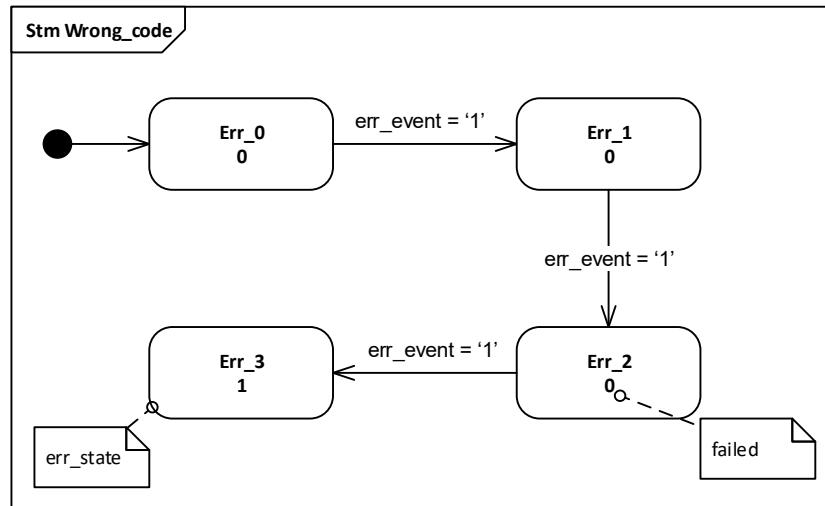 Stm Wrong_code
Err_0
0
err_event = ‘1’
Err_1
0
err_event = ‘1’
Err_3
1
err_event = ‘1’
Err_2
0
err_state
failed